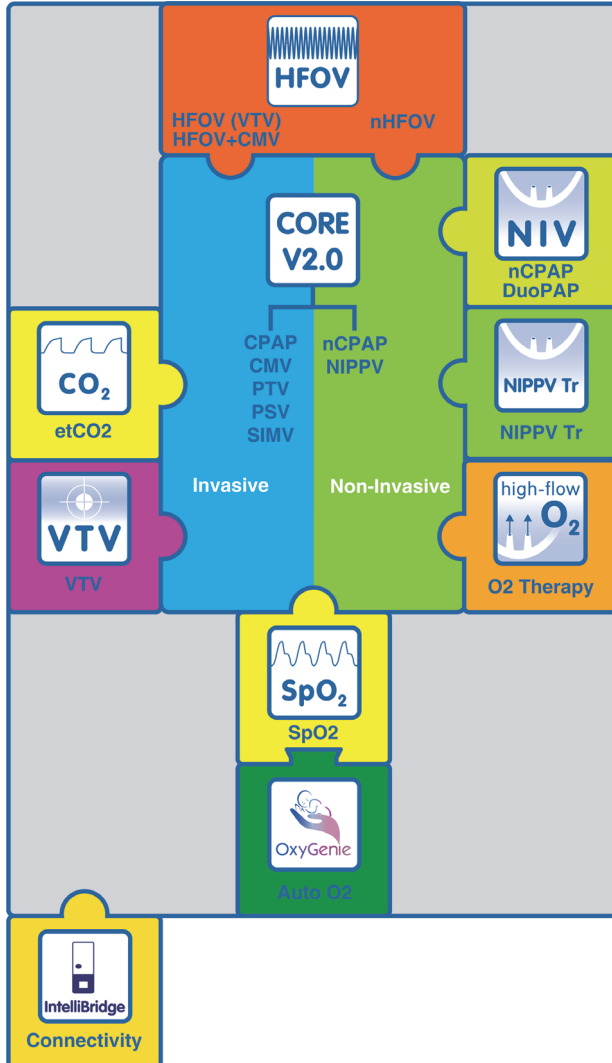 HFOV
HFOV (VTV)
HFOV+CMV
nHFOV
CORE
V2.0
CPAP
CMV
PTV
PSV
SIMV
nCPAP
NIPPV
Invasive
Non-Invasive
NIV
nCPAP
DuoPAP
CO₂
etCO2
NIPPV Tr
NIPPV Tr
VTV
VTV
high-flow
O₂
O2 Therapy
SpO₂
SpO2
OxyGenie
Auto O2
IntelliBridge
Connectivity